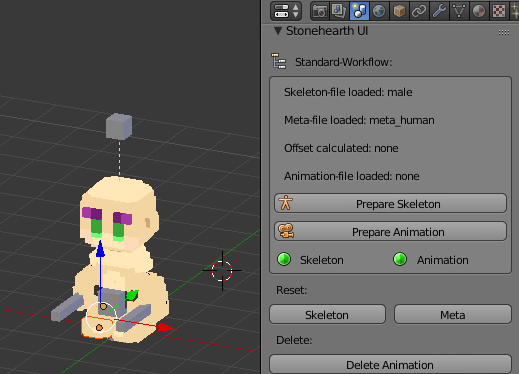 Stonehearth UI
Standard-Workflow:
Skeleton-file loaded: male
Meta-file loaded: meta_human
Offset calculated: none
Animation-file loaded: none
Prepare Skeleton
Prepare Animation
Skeleton Animation
Reset:
Skeleton Meta
Delete:
Delete Animation